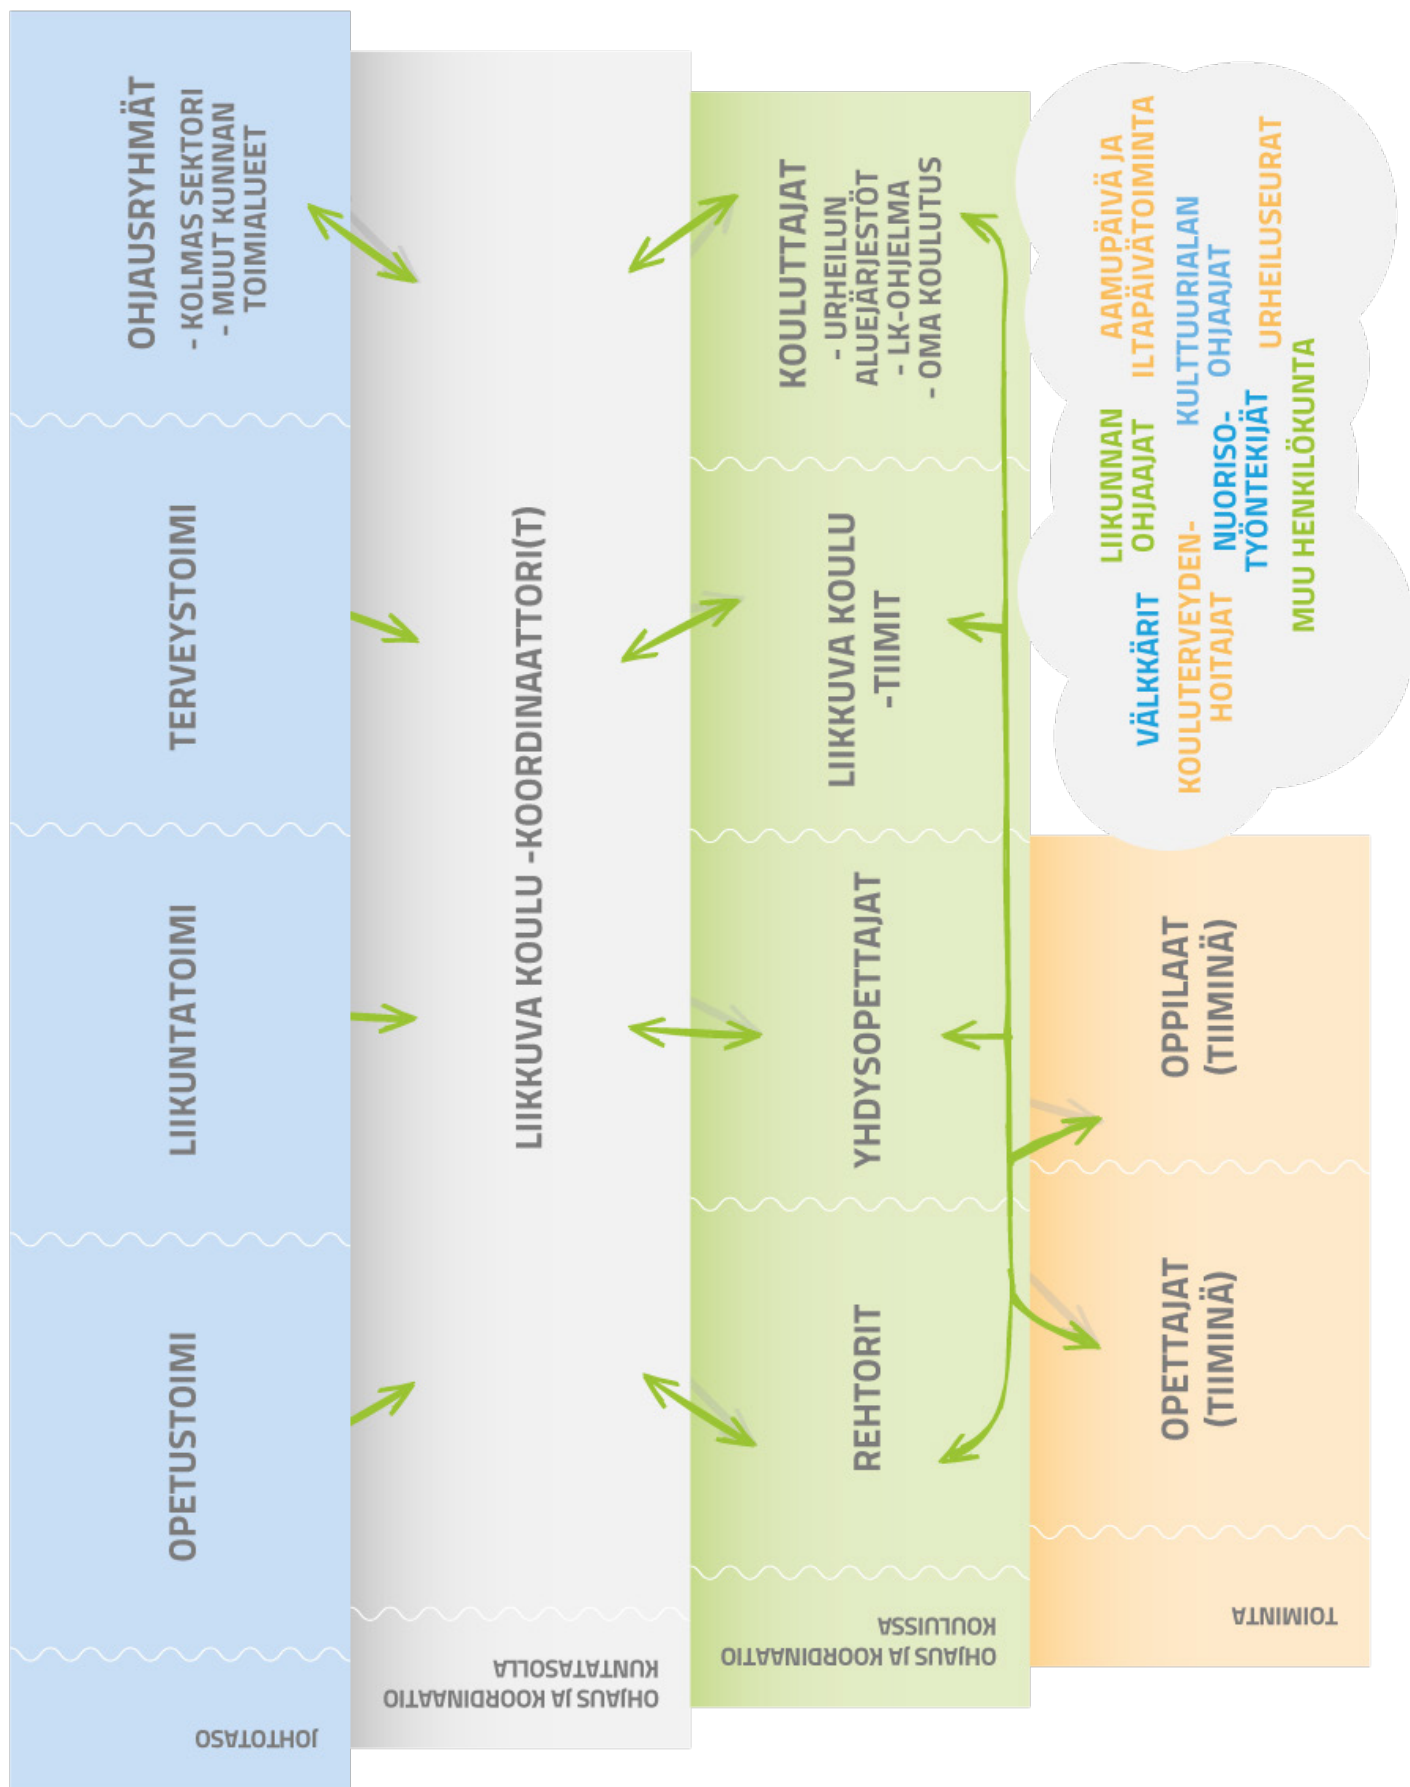 JOHTOTASO
OPETUSTOIMI
LIIKUNTATOIMI
TERVEYSTOIMI
OHJAUSRYHMÄT
- KOLMAS SEKTORI
- MUUT KUNNAN
TOIMIALUEET
OHJAUS JA KOORDINAATIO
KUNTATASOLLA
LIIKKUVA KOULU -KOORDINAATTORI(T)
OHJAUS JA KOORDINAATIO
KOULUISSA
REHTORIT
YHDYSOPETTAJAT
LIIKKUVA KOULU
-TIIMIT
KOULUTTAJAT
- URHEILUN
ALUEJÄRJESTÖT
- LK-OHJELMA
- OMA KOULUTUS
TOIMINTA
OPETTAJAT
(TIIMINÄ)
OPPILAAT
(TIIMINÄ)
VÄLKKÄRIT
KOULUTERVEYDEN-
HOITAJAT
LIIKUNNAN
OHJAAJAT
NUORISO-
TYÖNTEKIJÄT
MUU HENKILÖKUNTA
AAMUPÄIVÄ JA
ILTAPÄIVÄTOIMINTA
KULTTUURIALAN
OHJAAJAT
URHEILUSEURAT